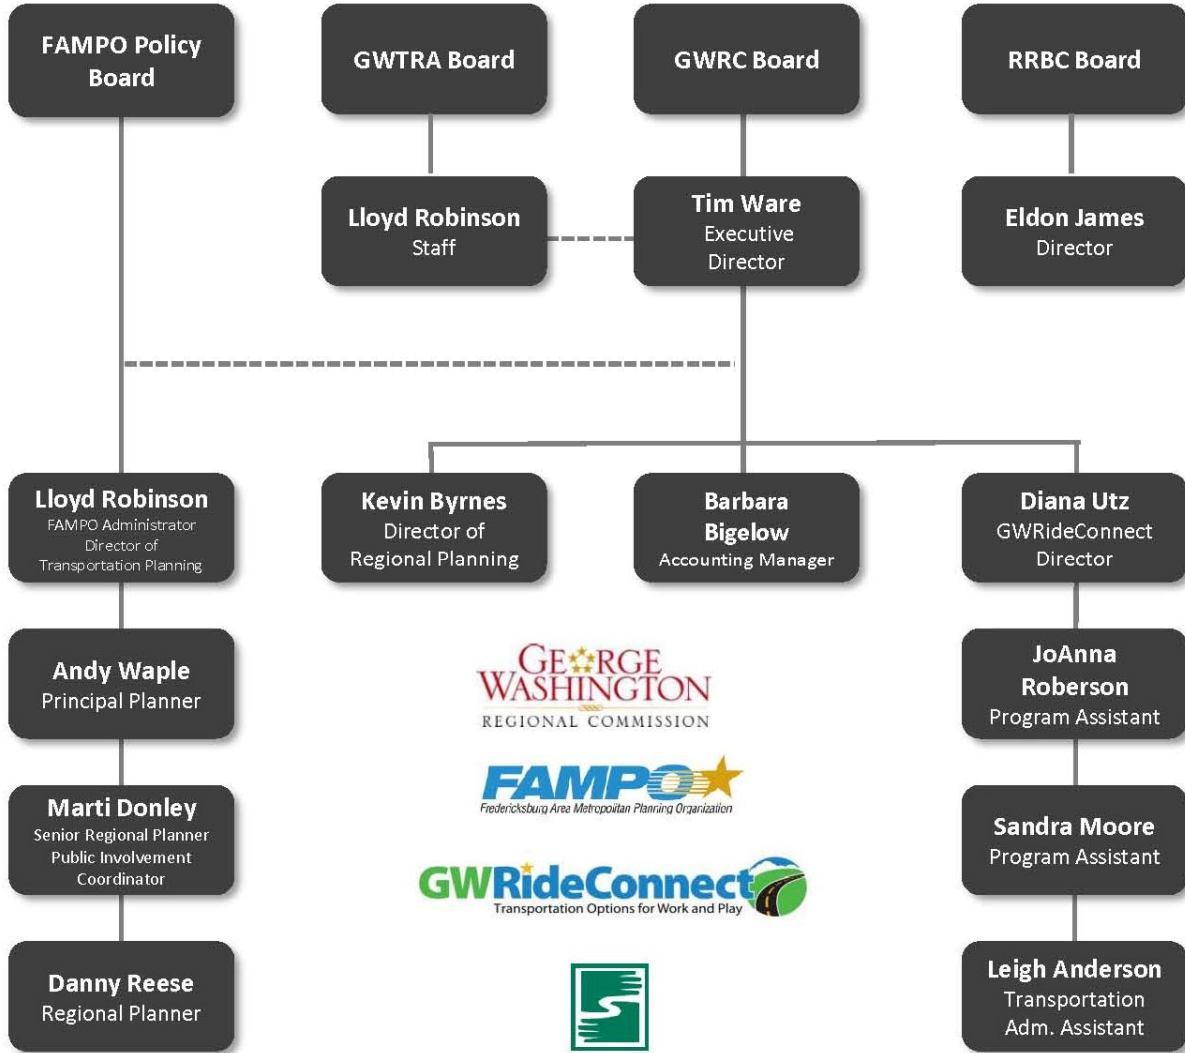 FAMPO Policy
Board
GWTRA Board
GWRC Board
RRBC Board
Lloyd Robinson
Staff
Tim Ware
Executive
Director
Eldon James
Director
Lloyd Robinson
FAMPO Administrator
Director of
Transportation Planning
Kevin Byrnes
Director of
Regional Planning
Barbara
Bigelow
Accounting Manager
Diana Utz
GWRideConnect
Director
Andy Waple
Principal Planner
JoAnna
Roberson
Program Assistant
Marti Donley
Senior Regional Planner
Public Involvement
Coordinator
Sandra Moore
Program Assistant
Danny Reese
Regional Planner
Leigh Anderson
Transportation
Adm. Assistant
GEORGE
WASHINGTON
REGIONAL COMMISSION
FAMPO
Fredericksburg Area Metropolitan Planning Organization
GWRideConnect
Transportation Options for Work and Play